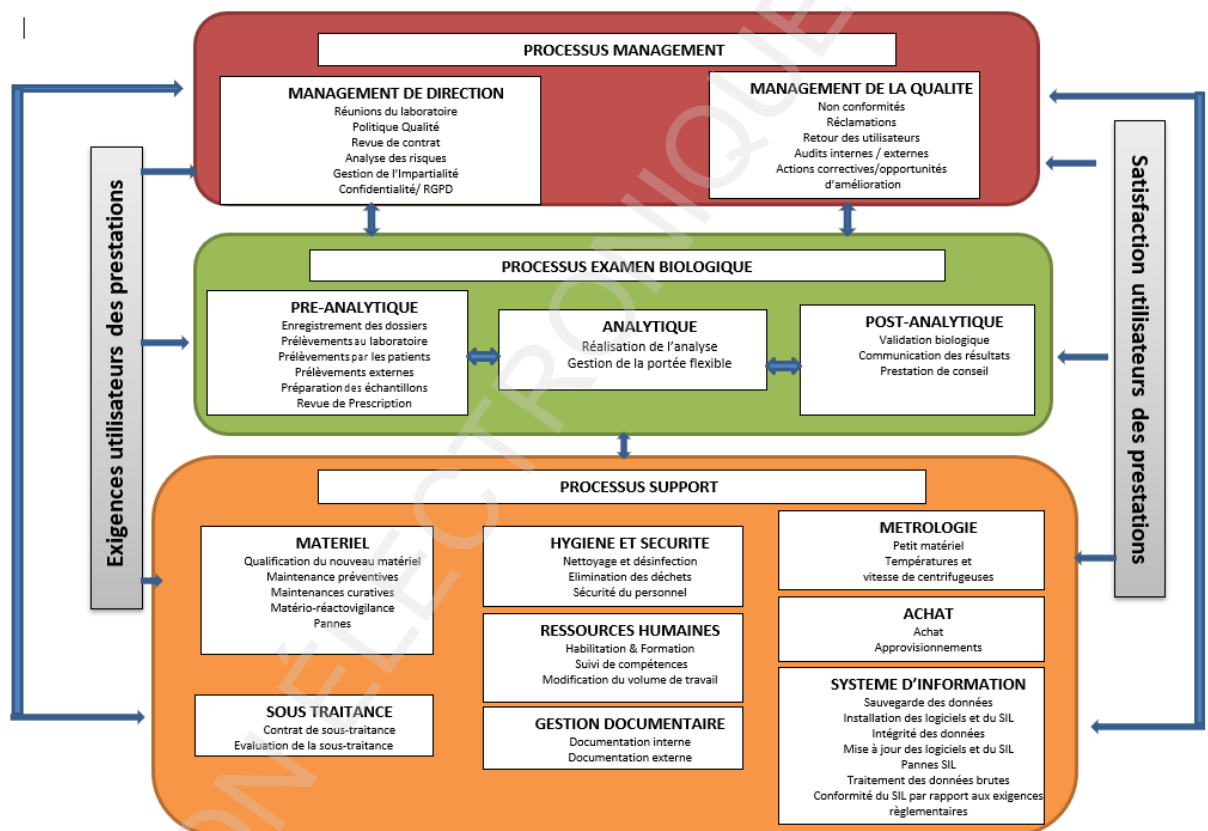 PROCESSUS MANAGEMENT
MANAGEMENT DE DIRECTION
Réunions du laboratoire
Politique Qualité
Revue de contrat
Analyse des risques
Gestion de l'Impartialité
Confidentialité/ RGPD
MANAGEMENT DE LA QUALITE
Non conformités
Réclamations
Retour des utilisateurs
Audits internes / externes
Actions correctives/opportunités
d'amélioration
Exigences utilisateurs des prestations
Satisfaction utilisateurs des prestations
PROCESSUS EXAMEN BIOLOGIQUE
PRE-ANALYTIQUE
Enregistrement des dossiers
Prélèvements au laboratoire
Prélèvements par les patients
Prélèvements externes
Préparation des échantillons
Revue de Prescription
ANALYTIQUE
Réalisation de l'analyse
Gestion de la portée flexible
POST-ANALYTIQUE
Validation biologique
Communication des résultats
Prestation de conseil
PROCESSUS SUPPORT
MATERIEL
Qualification du nouveau matériel
Maintenance préventives
Maintenances curatives
Matério-réactovigilance
Pannes
SOUS TRAITANCE
Contrat de sous-traitance
Evaluation de la sous-traitance
HYGIENE ET SECURITE
Nettoyage et désinfection
Elimination des déchets
Sécurité du personnel
RESSOURCES HUMAINES
Habilitation & Formation
Suivi de compétences
Modification du volume de travail
GESTION DOCUMENTAIRE
Documentation interne
Documentation externe
METROLOGIE
Petit matériel
Températures et
vitesse de centrifugeuses
ACHAT
Achat
Approvisionnements
SYSTEME D'INFORMATION
Sauvegarde des données
Installation des logiciels et du SIL
Intégrité des données
Mise à jour des logiciels et du SIL
Pannes SIL
Traitement des données brutes
Conformité du SIL par rapport aux exigences
règlementaires
ON ÉLECTRONIQUE